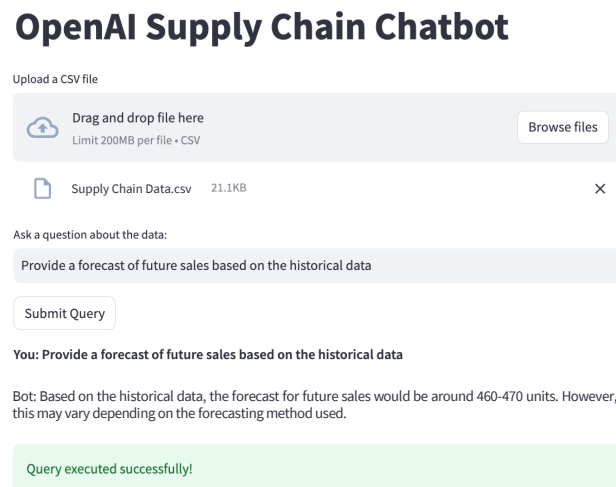 OpenAI Supply Chain Chatbot
Upload a CSV file
Drag and drop file here
Limit 200MB per file • CSV
Browse files
Supply Chain Data.csv 21.1KB
Ask a question about the data:
Provide a forecast of future sales based on the historical data
Submit Query
You: Provide a forecast of future sales based on the historical data
Bot: Based on the historical data, the forecast for future sales would be around 460-470 units. However,
this may vary depending on the forecasting method used.
Query executed successfully!